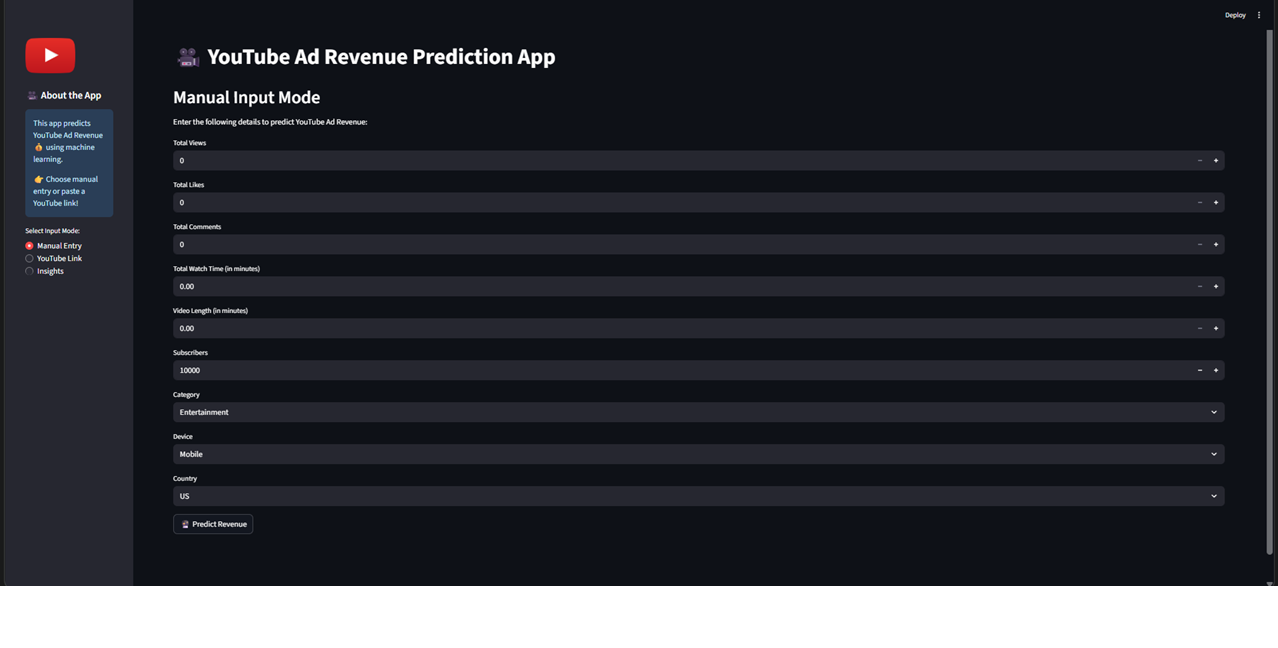 Deploy
YouTube Ad Revenue Prediction App
About the App
This app predicts
YouTube Ad Revenue
using machine
learning.
Choose manual
entry or paste a
YouTube link!
Select Input Mode:
Manual Entry
YouTube Link
Insights
Manual Input Mode
Enter the following details to predict YouTube Ad Revenue:
Total Views
0
Total Likes
0
Total Comments
0
Total Watch Time (in minutes)
0.00
Video Length (in minutes)
0.00
Subscribers
10000
Category
Entertainment
Device
Mobile
Country
US
Predict Revenue